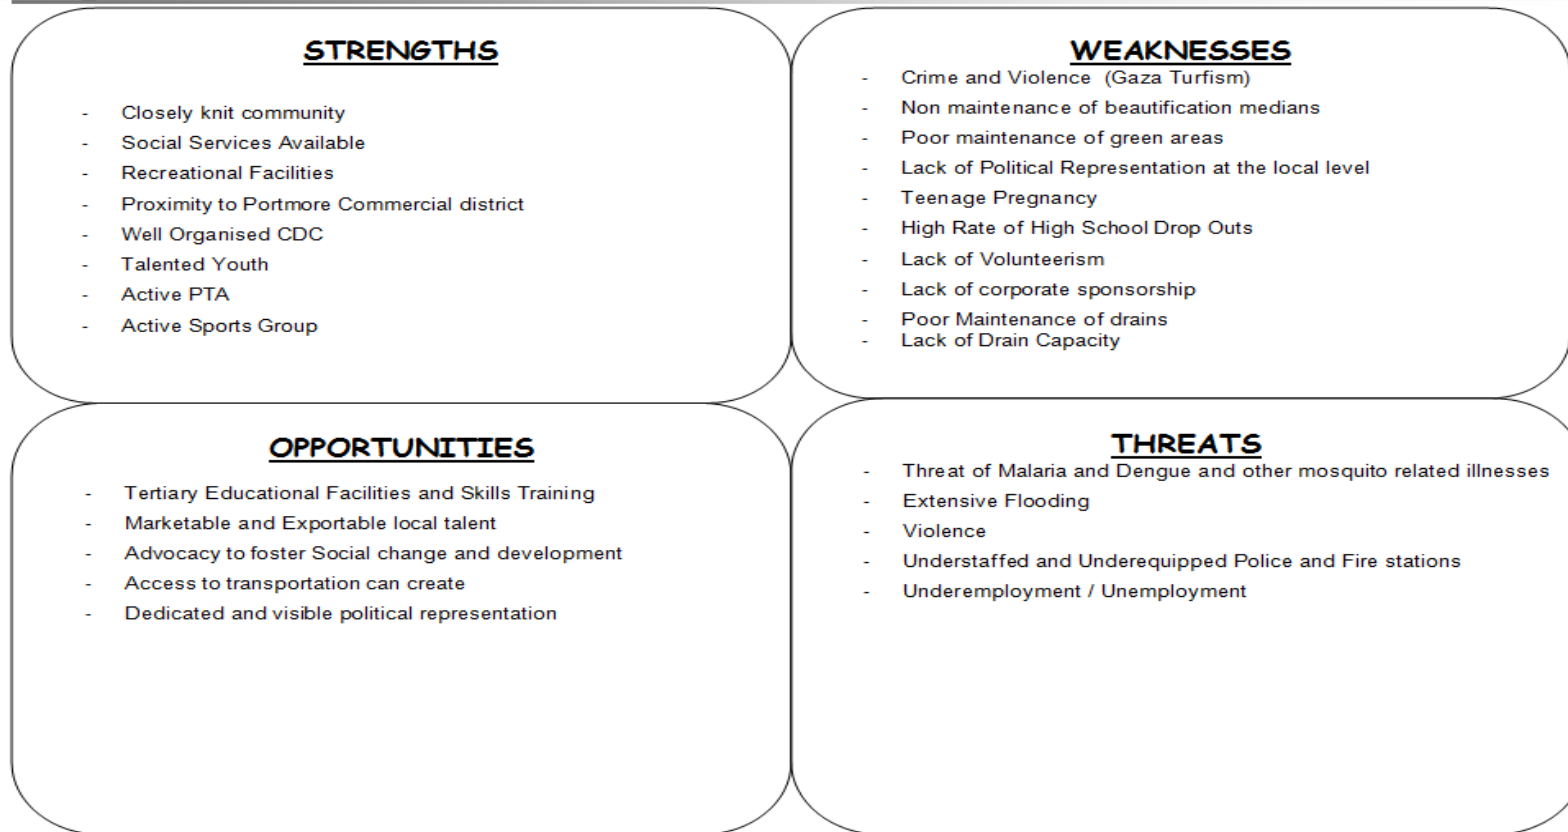 STRENGTHS
- Closely knit community
- Social Services Available
- Recreational Facilities
- Proximity to Portmore Commercial district
- Well Organised CDC
- Talented Youth
- Active PTA
- Active Sports Group
WEAKNESSES
- Crime and Violence (Gaza Turfism)
- Non maintenance of beautification medians
- Poor maintenance of green areas
- Lack of Political Representation at the local level
- Teenage Pregnancy
- High Rate of High School Drop Outs
- Lack of Volunteerism
- Lack of corporate sponsorship
- Poor Maintenance of drains
- Lack of Drain Capacity
OPPORTUNITIES
- Tertiary Educational Facilities and Skills Training
- Marketable and Exportable local talent
- Advocacy to foster Social change and development
- Access to transportation can create
- Dedicated and visible political representation
THREATS
- Threat of Malaria and Dengue and other mosquito related illnesses
- Extensive Flooding
- Violence
- Understaffed and Underequipped Police and Fire stations
- Underemployment / Unemployment